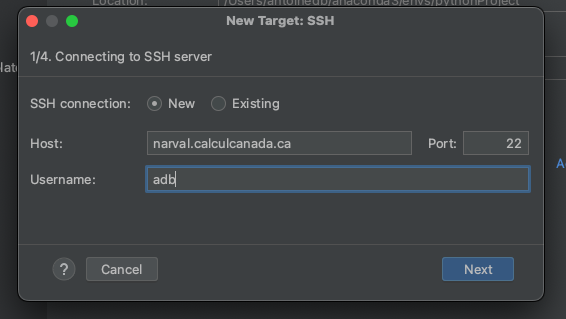 Location: /Users/antoinedb/anaconda3/envs/pythonProject
New Target: SSH
1/4. Connecting to SSH server
SSH connection: New Existing
Host: narval.calculcanada.ca Port: 22
Username: adb
? Cancel Next